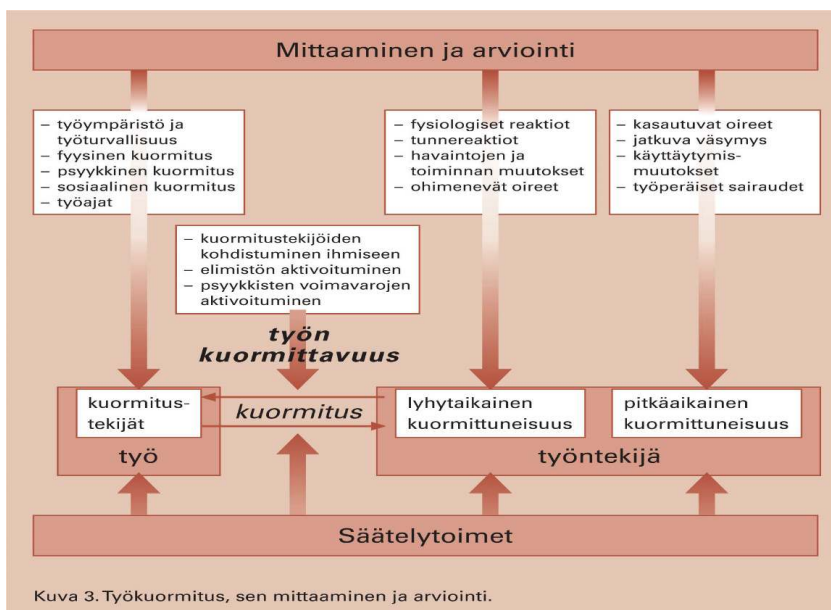 Mittaaminen ja arviointi
– työympäristö ja
työturvallisuus
– fyysinen kuormitus
– psyykkinen kuormitus
– sosiaalinen kuormitus
– työajat
– fysiologiset reaktiot
– tunnereaktiot
– havaintojen ja
toiminnan muutokset
– ohimenevät oireet
– kasautuvat oireet
– jatkuva väsymys
– käyttäytymis-
muutokset
– työperäiset sairaudet
– kuormitustekijöiden
kohdistuminen ihmiseen
– elimistön aktivoituminen
– psyykkisten voimavarojen
aktivoituminen
työn
kuormittavuus
kuormitus-
tekijät
työ
kuormitus
lyhytaikainen
kuormittuneisuus
pitkäaikainen
kuormittuneisuus
työntekijä
Säätelytoimet
Kuva 3. Työkuormitus, sen mittaaminen ja arviointi.